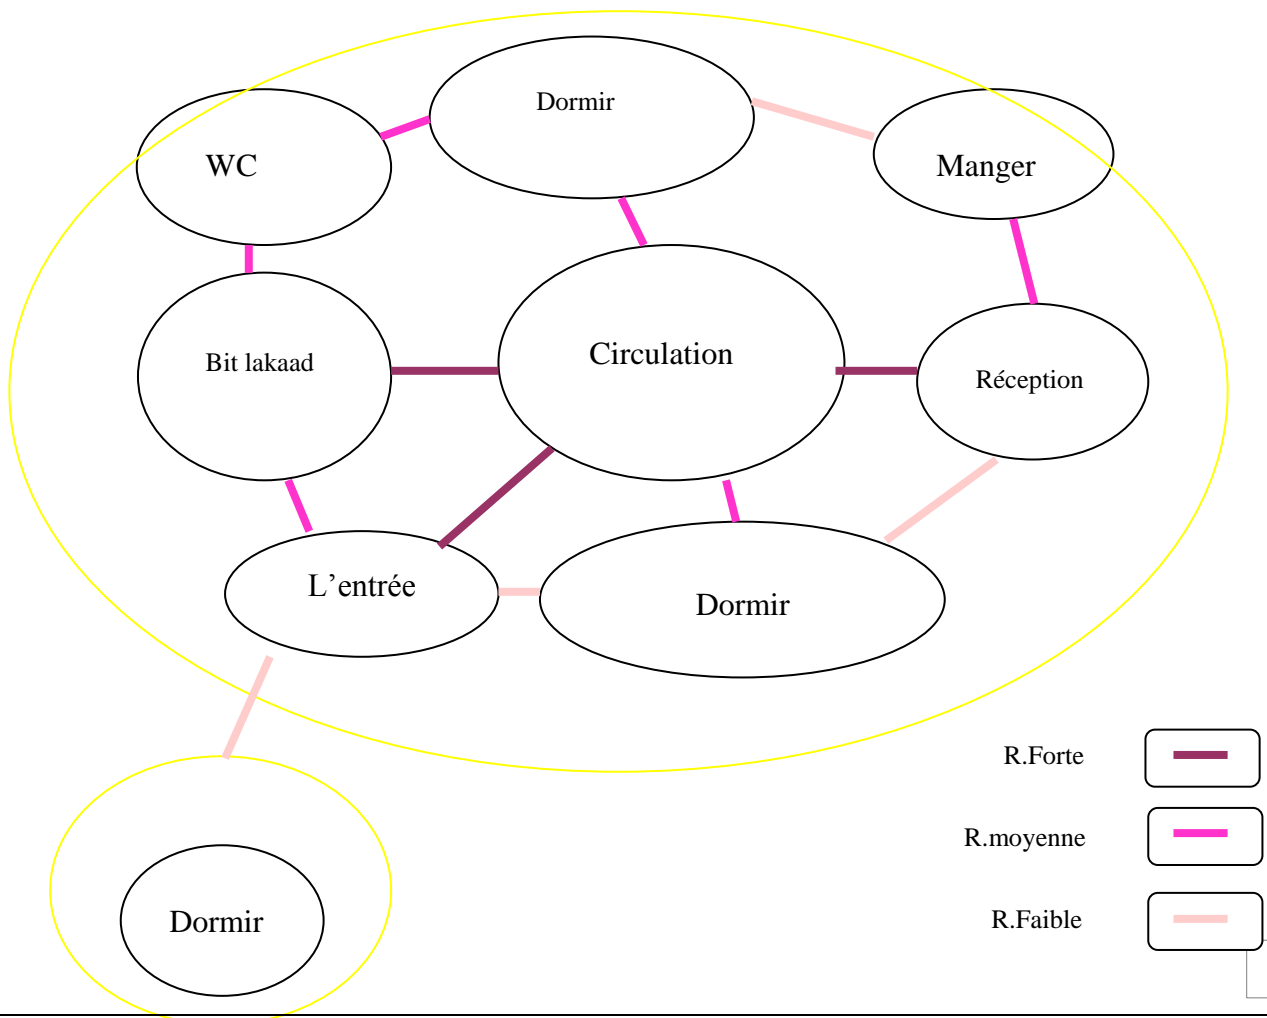 Dormir
WC
Manger
Circulation
Bit lakaad
Réception
L’entrée
Dormir
R.Forte
R.moyenne
R.Faible
Dormir